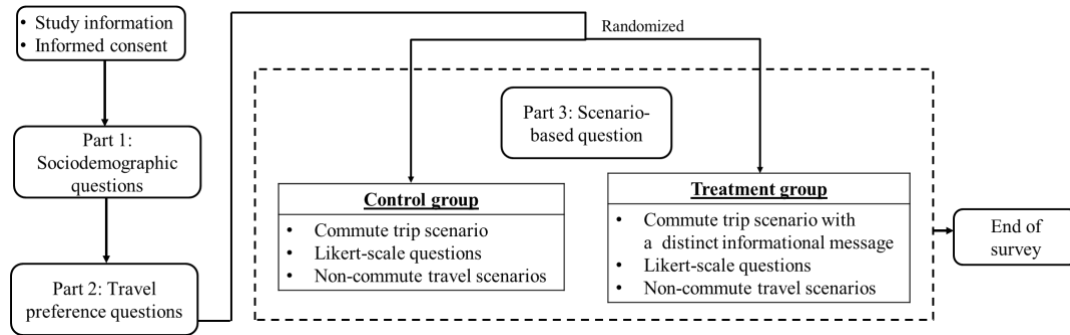 • Study information
• Informed consent
Part 1:
Sociodemographic
questions
Part 2: Travel
preference questions
Randomized
Part 3: Scenario-
based question
Control group
• Commute trip scenario
• Likert-scale questions
• Non-commute travel scenarios
Treatment group
• Commute trip scenario with
a distinct informational message
• Likert-scale questions
• Non-commute travel scenarios
End of
survey